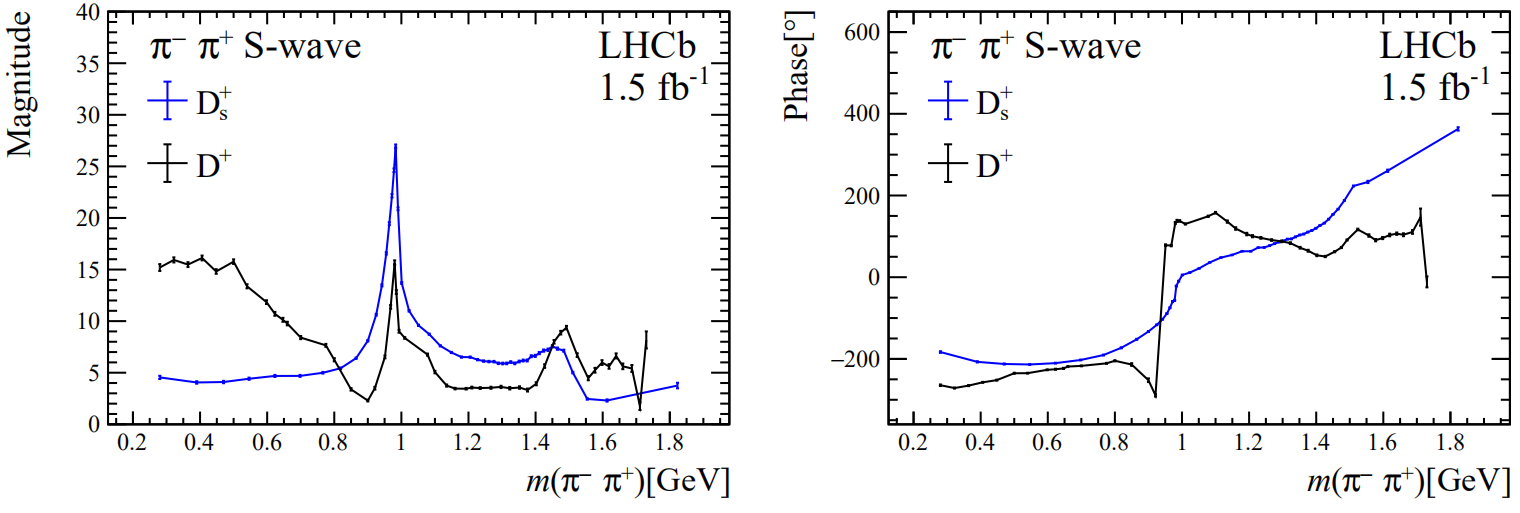 Magnitude
40
35
30
25
20
15
10
5
0
π⁻ π⁺ S-wave
LHCb
1.5 fb⁻¹
Dₛ⁺
D⁺
0.2 0.4 0.6 0.8 1 1.2 1.4 1.6 1.8
m(π⁻ π⁺)[GeV]
Phase[°]
600
400
200
0
−200
π⁻ π⁺ S-wave
LHCb
1.5 fb⁻¹
Dₛ⁺
D⁺
0.2 0.4 0.6 0.8 1 1.2 1.4 1.6 1.8
m(π⁻ π⁺)[GeV]